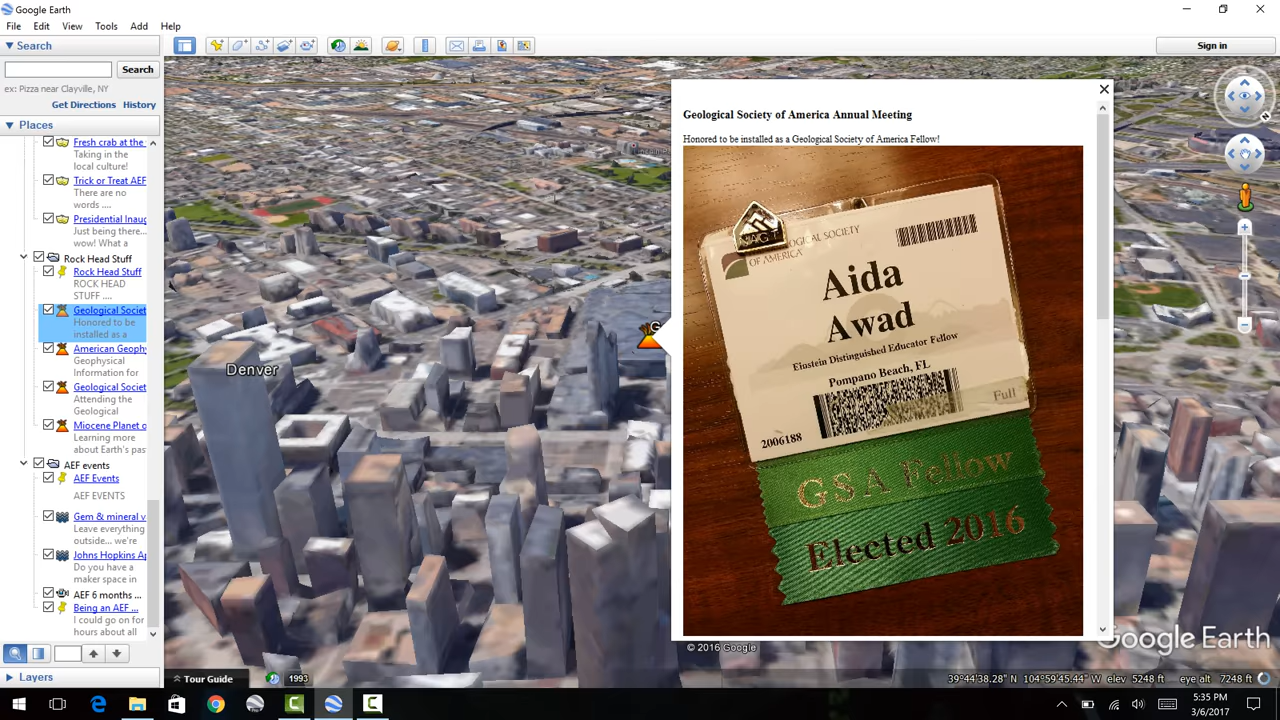 Google Earth
File Edit View Tools Add Help
Search
Sign in
Search
ex: Pizza near Clayville, NY
Get Directions History
Places
Fresh crab at the
Taking in the
local culture!
Trick or Treat AEF
There are no
words ....
Presidential Inaug
Just being there...
wow! What a
Rock Head Stuff
Rock Head Stuff
ROCK HEAD
STUFF ....
Geological Societ
Honored to be
installed as a
American Geophy
Geophysical
Information for
Geological Societ
Attending the
Geological
Miocene Planet o
Learning more
about Earth's past
AEF events
AEF Events
AEF EVENTS
Gem & mineral v
Leave everything
outside... we're
Johns Hopkins Ap
Do you have a
maker space in
AEF 6 months ...
Being an AEF ...
I could go on for
hours about all
Layers
Denver
Geological Society of America Annual Meeting
Honored to be installed as a Geological Society of America Fellow!
NAGT
OGICAL SOCIETY
OF AMERICA
Aida
Awad
Einstein Distinguished Educator Fellow
Pompano Beach, FL
Full
2006188
GSA Fellow
Elected 2016
Google Earth
© 2016 Google
Tour Guide 1993
39°44'38.28" N 104°59'45.44" W elev 5248 ft eye alt 7248 ft
5:35 PM
3/6/2017